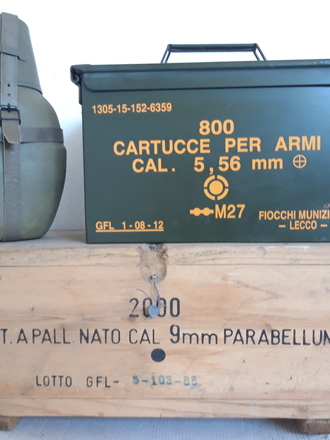 1305-15-152-6359
800
CARTUCCE PER ARMI
CAL. 5,56 mm
M27
GFL 1-08-12
FIOCCHI MUNIZI
- LECCO -
2000
T. A PALL. NATO CAL 9mm PARABELLUM
LOTTO GFL- 5-103-88